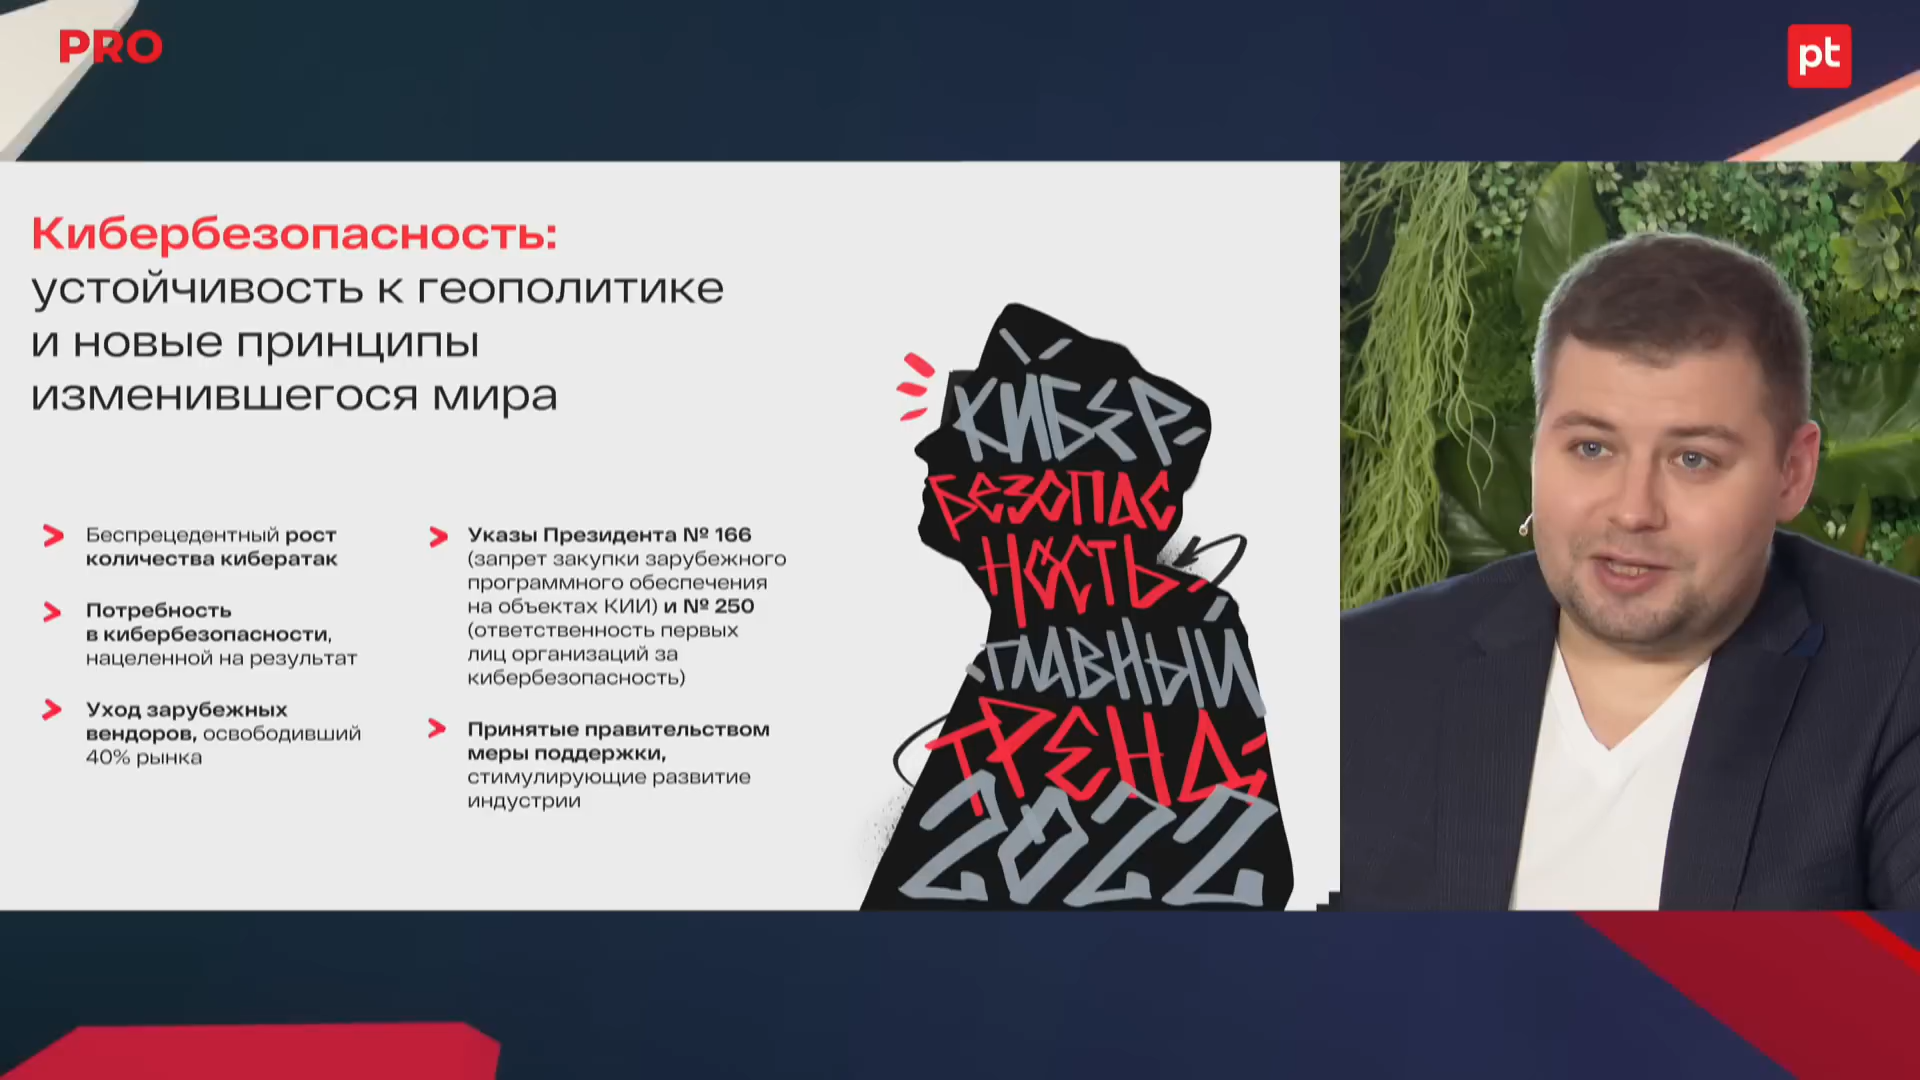 PRO
pt
Кибербезопасность:
устойчивость к геополитике
и новые принципы
изменившегося мира
Беспрецедентный рост
количества кибератак
Потребность
в кибербезопасности,
нацеленной на результат
Уход зарубежных
вендоров, освободивший
40% рынка
Указы Президента № 166
(запрет закупки зарубежного
программного обеспечения
на объектах КИИ) и № 250
(ответственность первых
лиц организаций за
кибербезопасность)
Принятые правительством
меры поддержки,
стимулирующие развитие
индустрии
КИБЕР
БЕЗОПАС
НОСТЬ
ГЛАВНЫЙ
ТРЕНД
2022